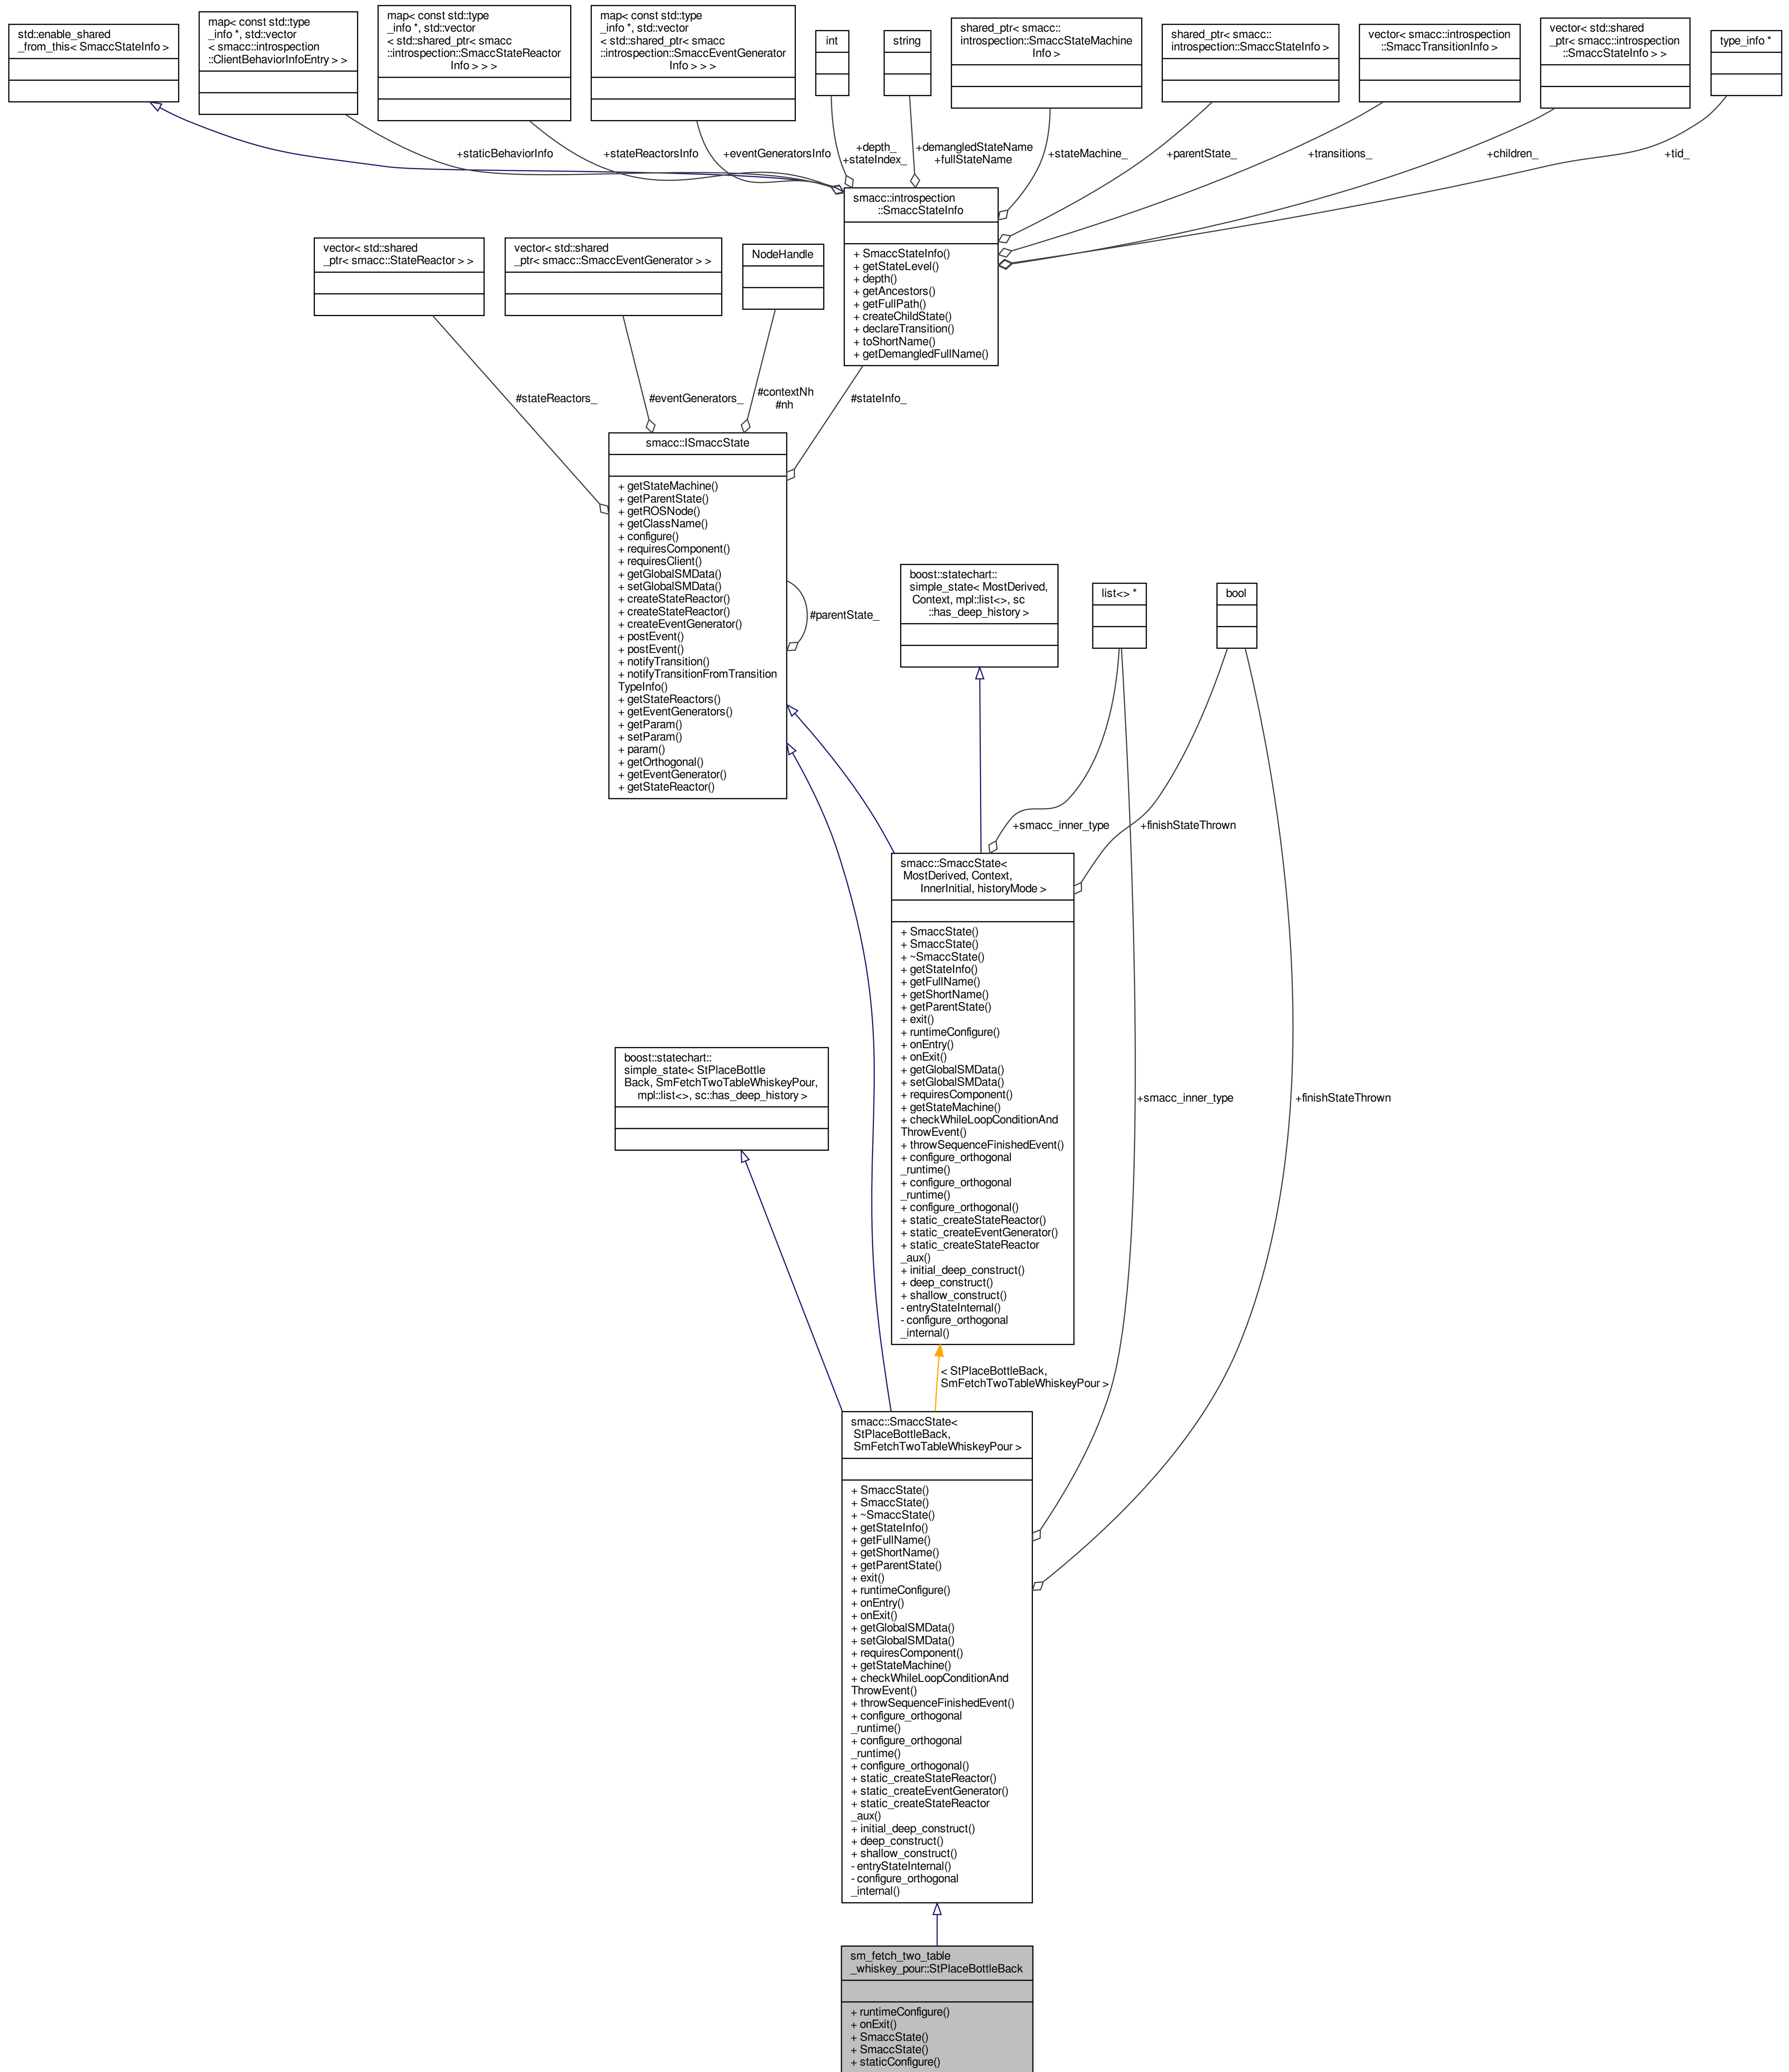 std::enable_shared
_from_this< SmaccStateInfo >
map< const std::type
_info *, std::vector
< smacc::introspection
::ClientBehaviorInfoEntry > >
map< const std::type
_info *, std::vector
< std::shared_ptr< smacc
::introspection::SmaccStateReactor
Info > > >
map< const std::type
_info *, std::vector
< std::shared_ptr< smacc
::introspection::SmaccEventGenerator
Info > > >
int
string
shared_ptr< smacc::
introspection::SmaccStateMachine
Info >
shared_ptr< smacc::
introspection::SmaccStateInfo >
vector< smacc::introspection
::SmaccTransitionInfo >
vector< std::shared
_ptr< smacc::introspection
::SmaccStateInfo > >
type_info *
+staticBehaviorInfo
+stateReactorsInfo
+eventGeneratorsInfo
+depth_
+stateIndex_
+demangledStateName
+fullStateName
+stateMachine_
+parentState_
+transitions_
+children_
+tid_
smacc::introspection
::SmaccStateInfo
+ SmaccStateInfo()
+ getStateLevel()
+ depth()
+ getAncestors()
+ getFullPath()
+ createChildState()
+ declareTransition()
+ toShortName()
+ getDemangledFullName()
vector< std::shared
_ptr< smacc::StateReactor > >
vector< std::shared
_ptr< smacc::SmaccEventGenerator > >
NodeHandle
#stateReactors_
#eventGenerators_
#contextNh
#nh
#stateInfo_
smacc::ISmaccState
+ getStateMachine()
+ getParentState()
+ getROSNode()
+ getClassName()
+ configure()
+ requiresComponent()
+ requiresClient()
+ getGlobalSMData()
+ setGlobalSMData()
+ createStateReactor()
+ createStateReactor()
+ createEventGenerator()
+ postEvent()
+ postEvent()
+ notifyTransition()
+ notifyTransitionFromTransition
TypeInfo()
+ getStateReactors()
+ getEventGenerators()
+ getParam()
+ setParam()
+ param()
+ getOrthogonal()
+ getEventGenerator()
+ getStateReactor()
#parentState_
boost::statechart::
simple_state< MostDerived,
Context, mpl::list<>, sc
::has_deep_history >
list<> *
bool
+smacc_inner_type
+finishStateThrown
smacc::SmaccState<
MostDerived, Context,
InnerInitial, historyMode >
+ SmaccState()
+ SmaccState()
+ ~SmaccState()
+ getStateInfo()
+ getFullName()
+ getShortName()
+ getParentState()
+ exit()
+ runtimeConfigure()
+ onEntry()
+ onExit()
+ getGlobalSMData()
+ setGlobalSMData()
+ requiresComponent()
+ getStateMachine()
+ checkWhileLoopConditionAnd
ThrowEvent()
+ throwSequenceFinishedEvent()
+ configure_orthogonal
_runtime()
+ configure_orthogonal
_runtime()
+ configure_orthogonal()
+ static_createStateReactor()
+ static_createEventGenerator()
+ static_createStateReactor
_aux()
+ initial_deep_construct()
+ deep_construct()
+ shallow_construct()
- entryStateInternal()
- configure_orthogonal
_internal()
boost::statechart::
simple_state< StPlaceBottle
Back, SmFetchTwoTableWhiskeyPour,
mpl::list<>, sc::has_deep_history >
+smacc_inner_type
+finishStateThrown
< StPlaceBottleBack,
SmFetchTwoTableWhiskeyPour >
smacc::SmaccState<
StPlaceBottleBack,
SmFetchTwoTableWhiskeyPour >
+ SmaccState()
+ SmaccState()
+ ~SmaccState()
+ getStateInfo()
+ getFullName()
+ getShortName()
+ getParentState()
+ exit()
+ runtimeConfigure()
+ onEntry()
+ onExit()
+ getGlobalSMData()
+ setGlobalSMData()
+ requiresComponent()
+ getStateMachine()
+ checkWhileLoopConditionAnd
ThrowEvent()
+ throwSequenceFinishedEvent()
+ configure_orthogonal
_runtime()
+ configure_orthogonal
_runtime()
+ configure_orthogonal()
+ static_createStateReactor()
+ static_createEventGenerator()
+ static_createStateReactor
_aux()
+ initial_deep_construct()
+ deep_construct()
+ shallow_construct()
- entryStateInternal()
- configure_orthogonal
_internal()
sm_fetch_two_table
_whiskey_pour::StPlaceBottleBack
+ runtimeConfigure()
+ onExit()
+ SmaccState()
+ SmaccState()
+ staticConfigure()